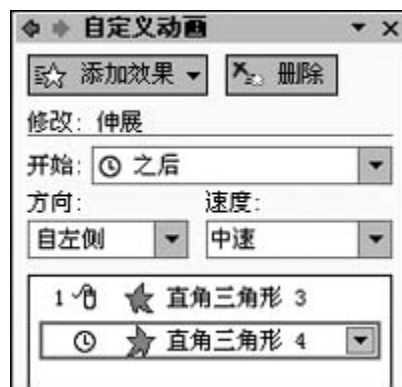 自定义动画
添加效果 删除
修改: 伸展
开始: 之后
方向: 速度:
自左侧 中速
1 直角三角形 3
直角三角形 4